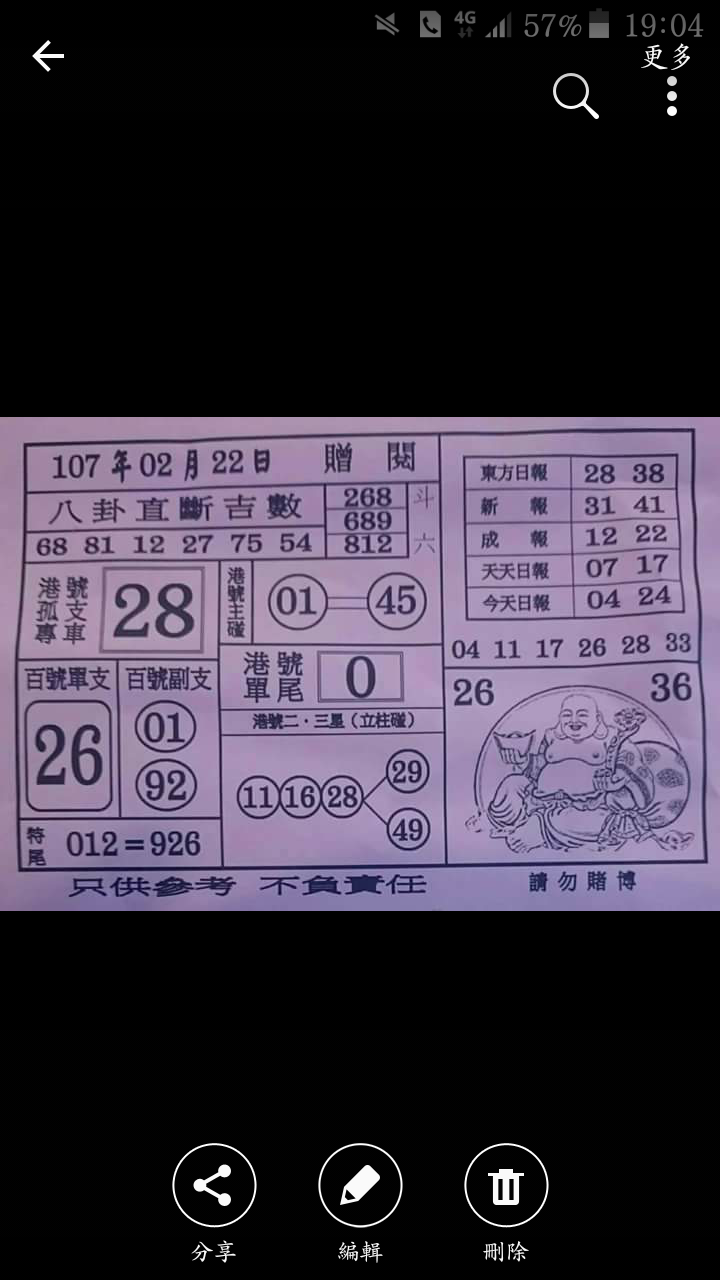 4G 57% 19:04
更多
107年02月22日 贈閱
八卦直斷吉數
68 81 12 27 75 54
268
689
812
斗
六
港號
孤支
專車
28
港號主碰
01 45
港號
單尾
0
百號單支
26
百號副支
01
92
港號二・三星(立柱碰)
11 16 28
29
49
特尾
012=926
東方日報 28 38
新報 31 41
成報 12 22
天天日報 07 17
今天日報 04 24
04 11 17 26 28 33
26 36
只供參考 不負責任
請勿賭博
分享 編輯 刪除